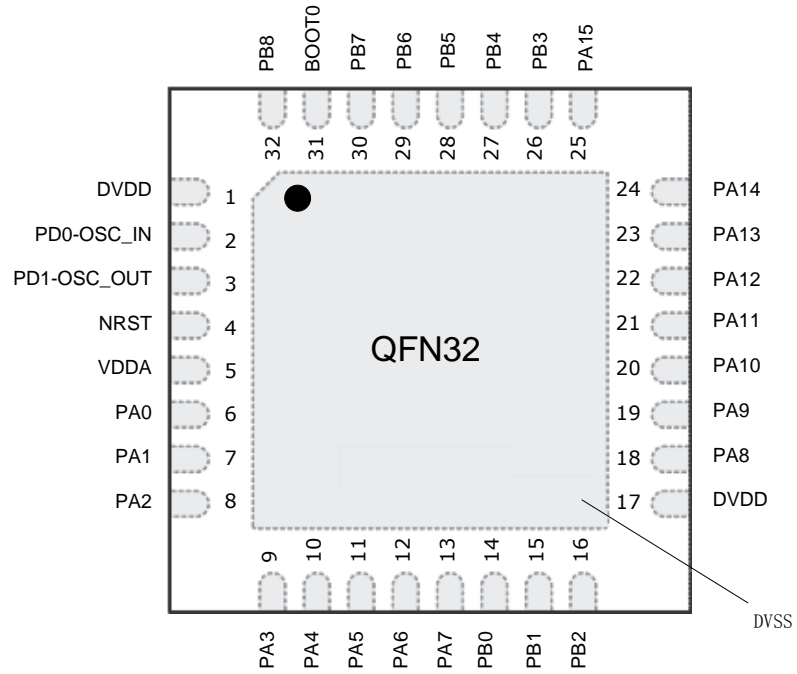 PB8
BOOT0
PB7
PB6
PB5
PB4
PB3
PA15
32
31
30
29
28
27
26
25
DVDD 1
PD0-OSC_IN 2
PD1-OSC_OUT 3
NRST 4
VDDA 5
PA0 6
PA1 7
PA2 8
QFN32
24 PA14
23 PA13
22 PA12
21 PA11
20 PA10
19 PA9
18 PA8
17 DVDD
9
10
11
12
13
14
15
16
PA3
PA4
PA5
PA6
PA7
PB0
PB1
PB2
DVSS